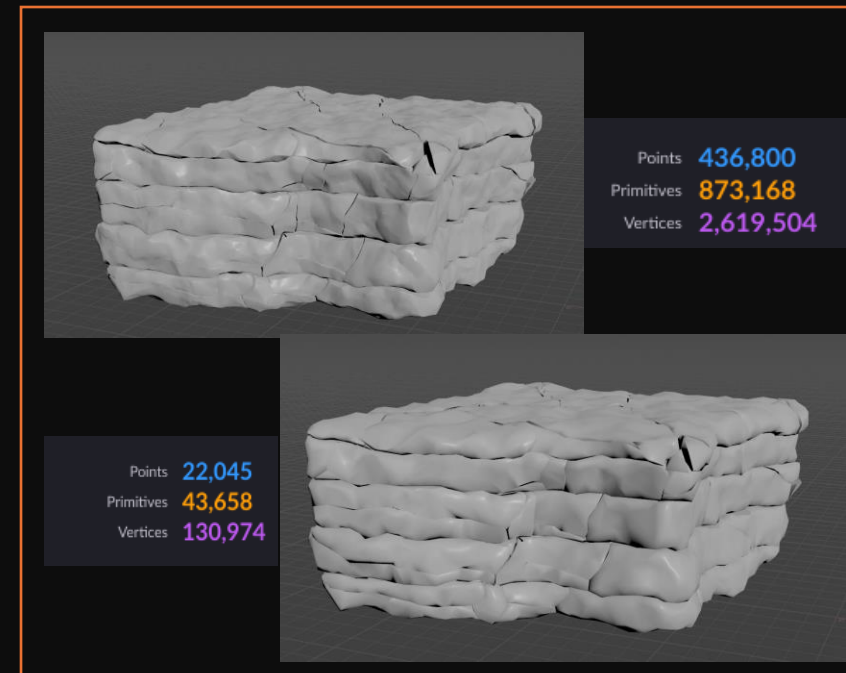 Points 436,800
Primitives 873,168
Vertices 2,619,504
Points 22,045
Primitives 43,658
Vertices 130,974